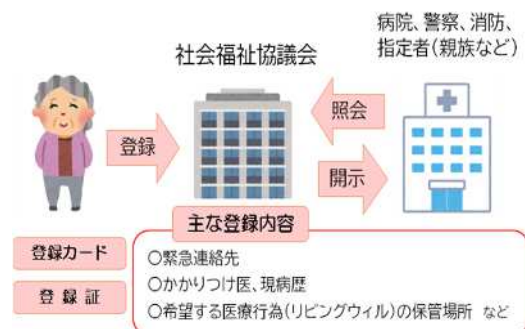 病院、警察、消防、
指定者(親族など)
社会福祉協議会
登録
照会
開示
主な登録内容
登録カード
登録証
○緊急連絡先
○かかりつけ医、現病歴
○希望する医療行為(リビングウィル)の保管場所 など